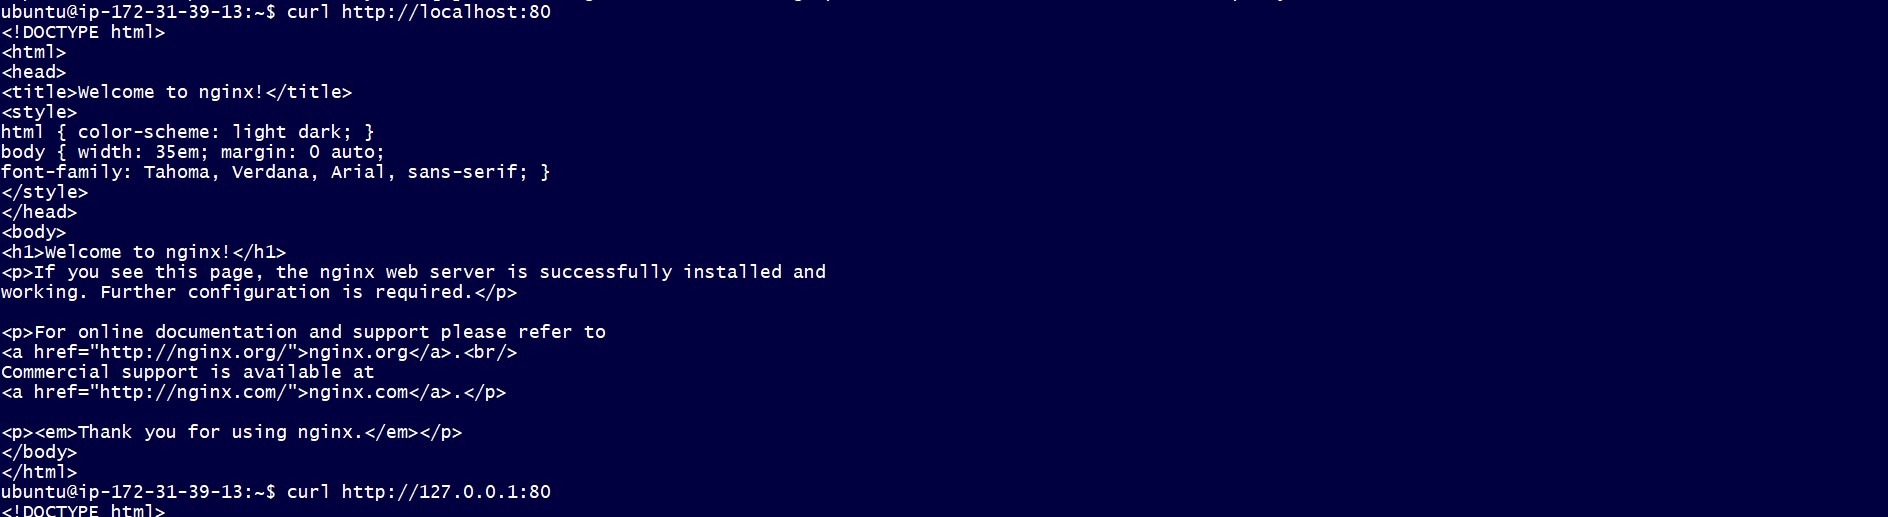 ubuntu@ip-172-31-39-13:~$ curl http://localhost:80
<!DOCTYPE html>
<html>
<head>
<title>Welcome to nginx!</title>
<style>
html { color-scheme: light dark; }
body { width: 35em; margin: 0 auto;
font-family: Tahoma, Verdana, Arial, sans-serif; }
</style>
</head>
<body>
<h1>Welcome to nginx!</h1>
<p>If you see this page, the nginx web server is successfully installed and
working. Further configuration is required.</p>
<p>For online documentation and support please refer to
<a href="http://nginx.org/">nginx.org</a>.<br/>
Commercial support is available at
<a href="http://nginx.com/">nginx.com</a>.</p>
<p><em>Thank you for using nginx.</em></p>
</body>
</html>
ubuntu@ip-172-31-39-13:~$ curl http://127.0.0.1:80
<!DOCTYPE html>